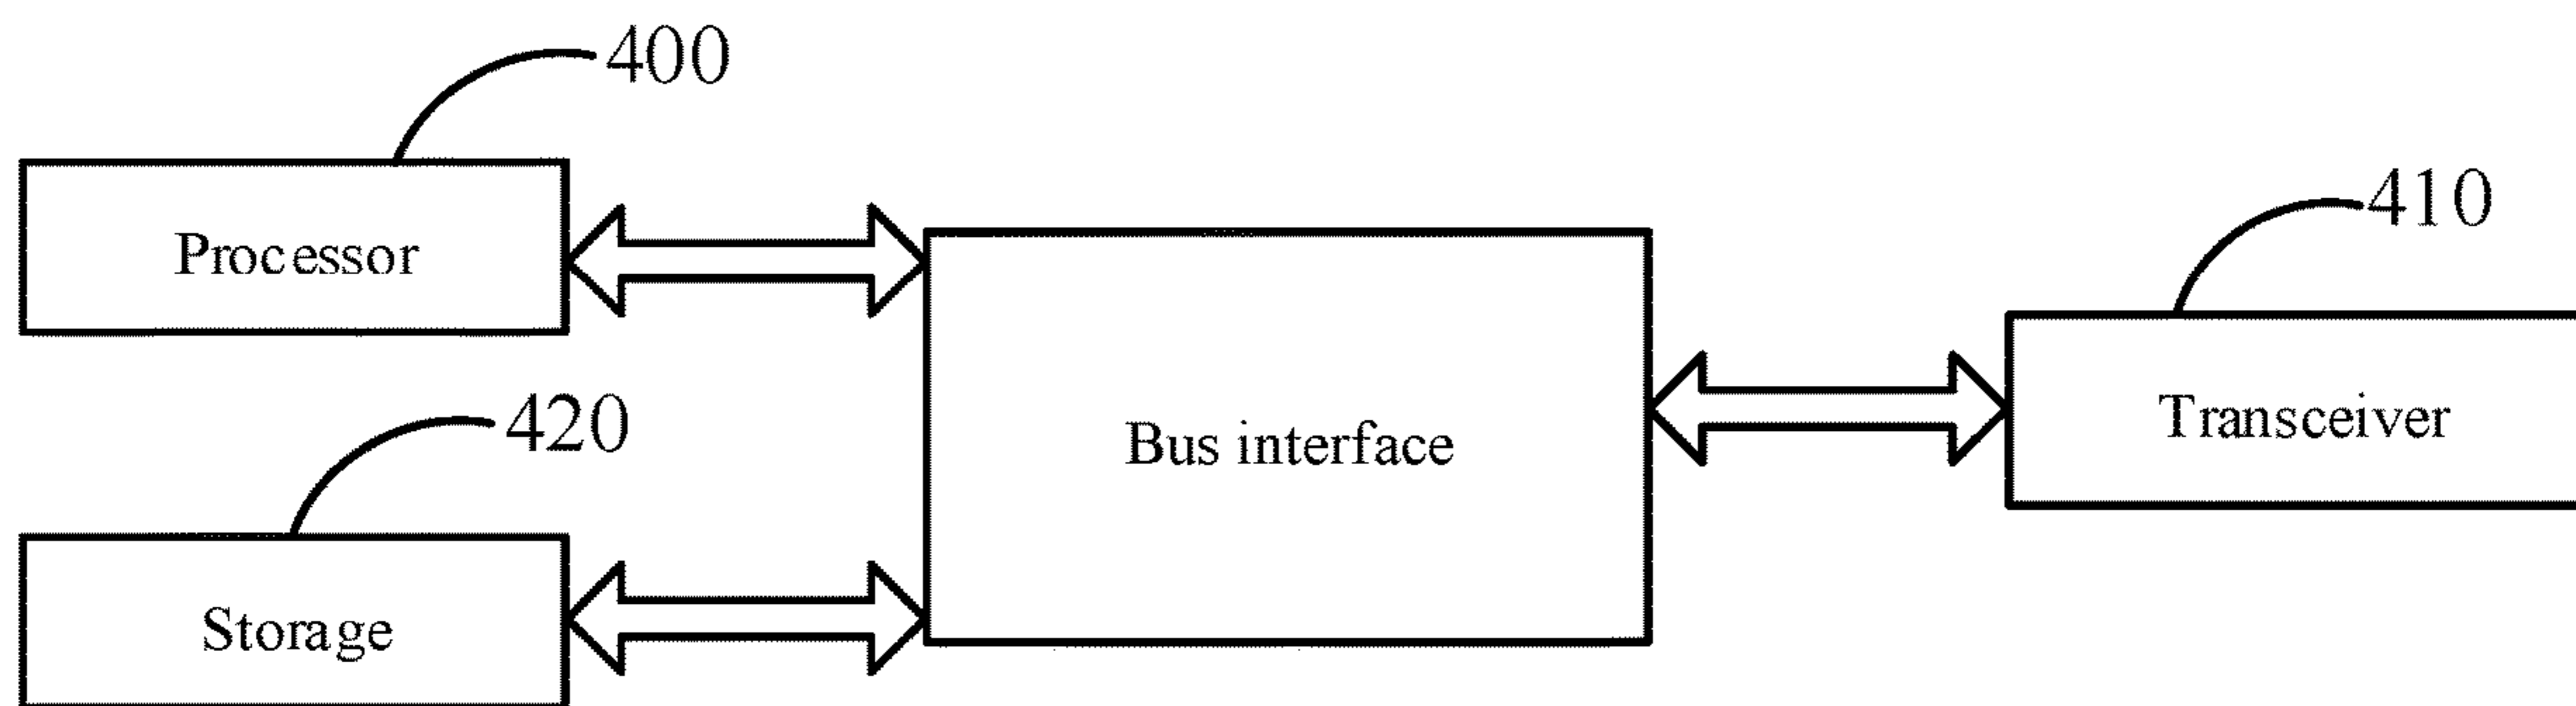 400
Processor
410
Transceiver
Bus interface
420
Storage